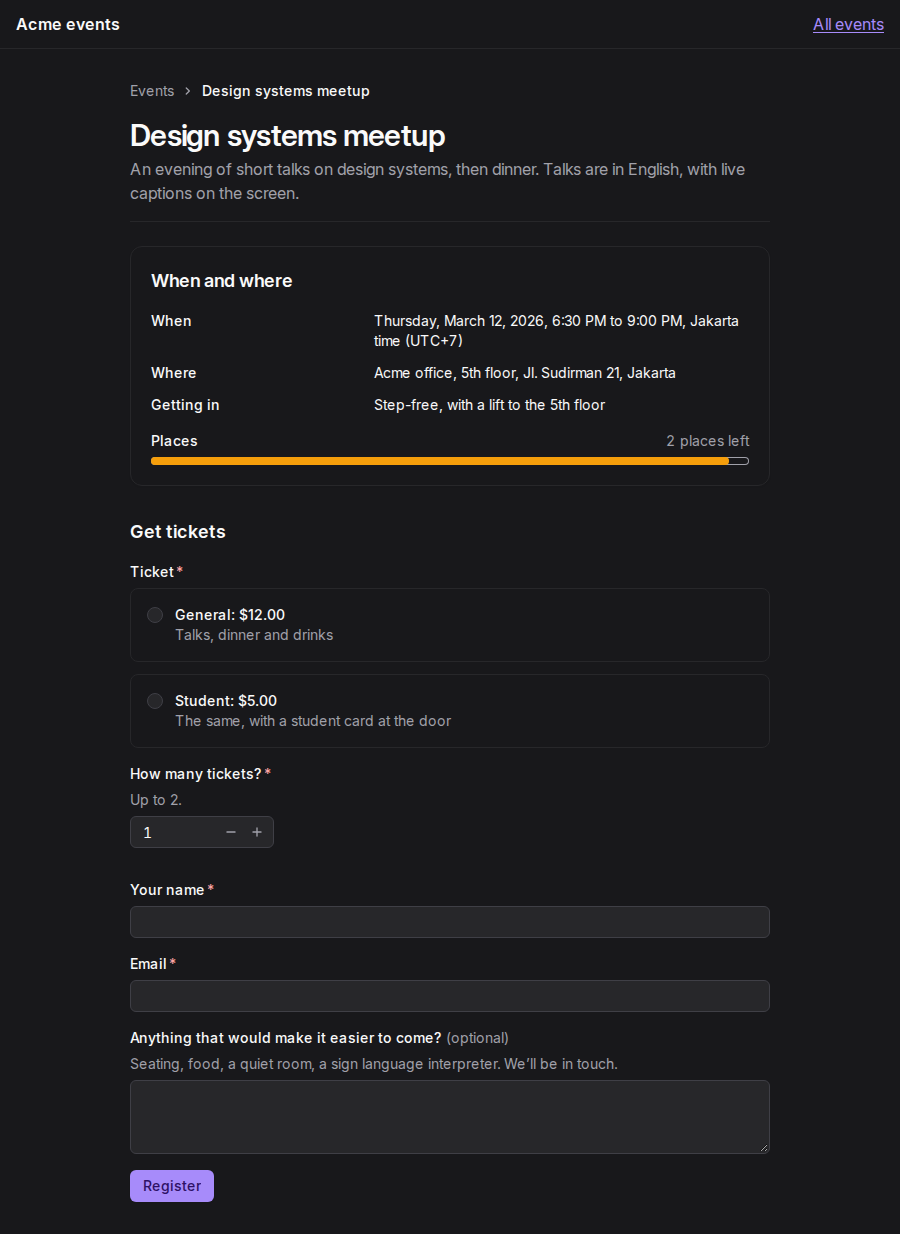 Acme events
All events
Events
Design systems meetup
Design systems meetup
An evening of short talks on design systems, then dinner. Talks are in English, with live
captions on the screen.
When and where
When
Thursday, March 12, 2026, 6:30 PM to 9:00 PM, Jakarta
time (UTC+7)
Where
Acme office, 5th floor, Jl. Sudirman 21, Jakarta
Getting in
Step-free, with a lift to the 5th floor
Places
2 places left
Get tickets
Ticket *
General: $12.00
Talks, dinner and drinks
Student: $5.00
The same, with a student card at the door
How many tickets? *
Up to 2.
1
Your name *
Email *
Anything that would make it easier to come? (optional)
Seating, food, a quiet room, a sign language interpreter. We’ll be in touch.
Register